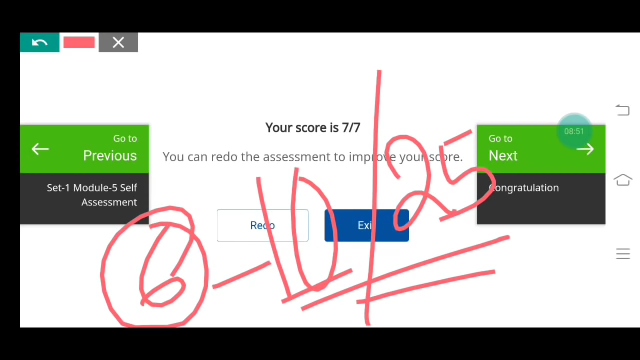 Your score is 7/7
Go to
Previous
You can redo the assessment to improve your score.
Go to
Next
08:51
Set-1 Module-5 Self
Assessment
Congratulation
Redo
Exit
6 - 10 / 25